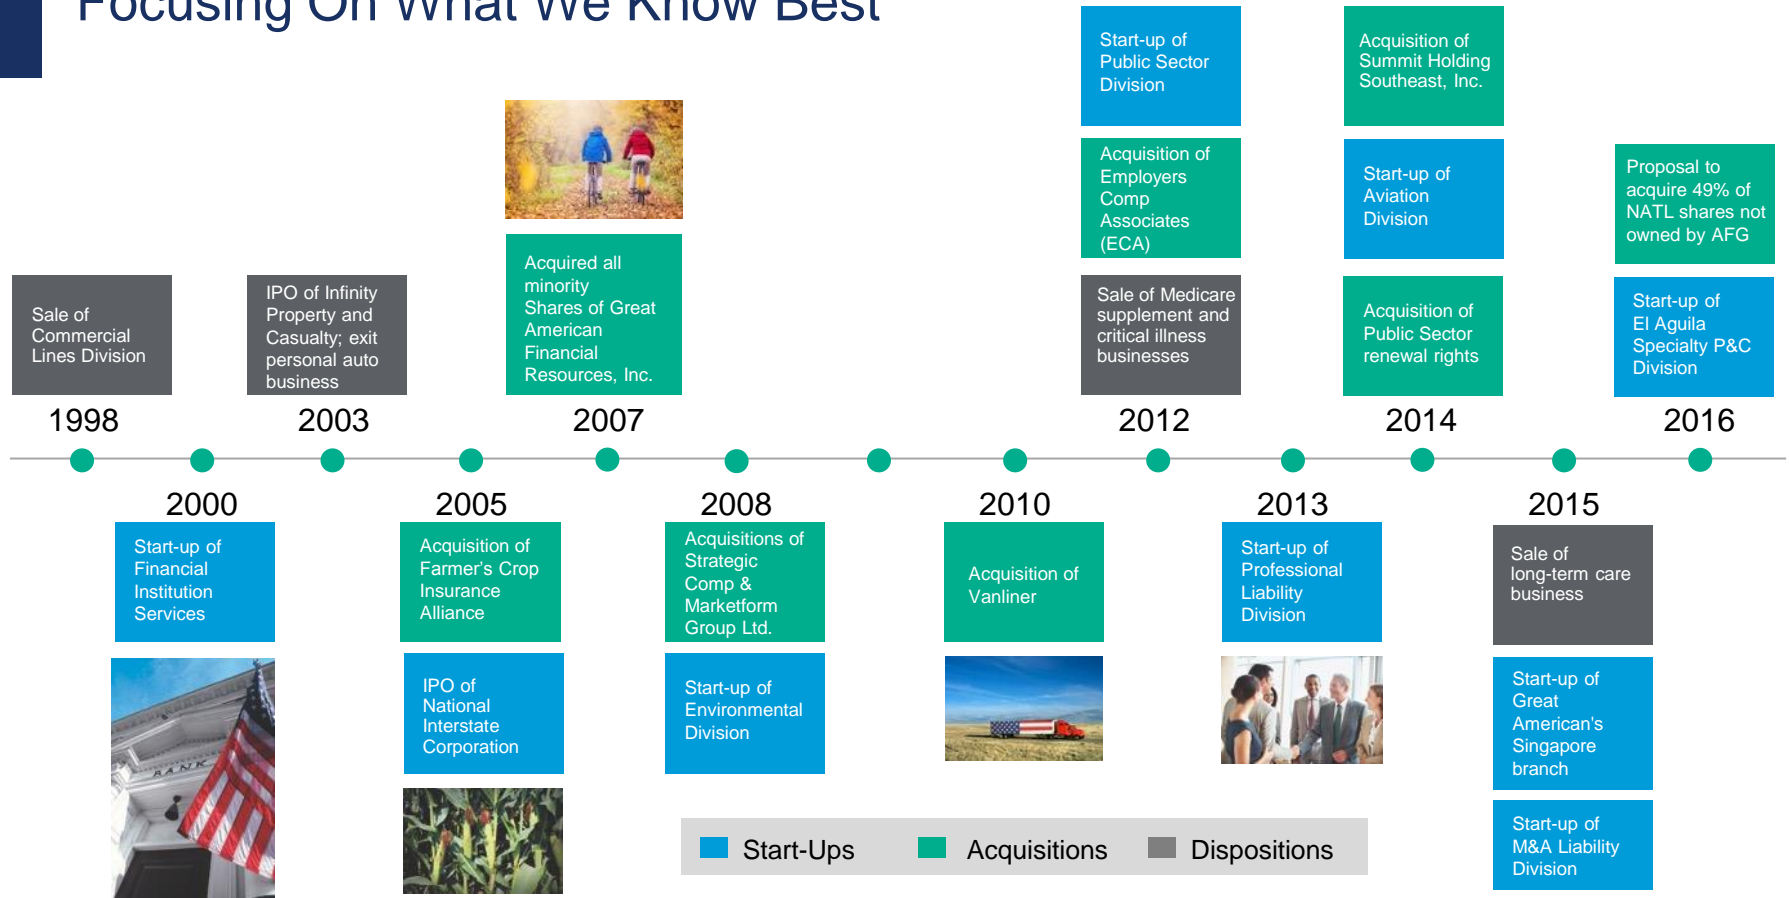 Focusing On What We Know Best
Start-up of
Public Sector
Division
Acquisition of
Summit Holding
Southeast, Inc.
Acquisition of
Employers
Comp
Associates
(ECA)
Start-up of
Aviation
Division
Proposal to
acquire 49% of
NATL shares not
owned by AFG
Sale of
Commercial
Lines Division
IPO of Infinity
Property and
Casualty; exit
personal auto
business
Acquired all
minority
Shares of Great
American
Financial
Resources, Inc.
Sale of Medicare
supplement and
critical illness
businesses
Acquisition of
Public Sector
renewal rights
Start-up of
El Aguila
Specialty P&C
Division
1998
2003
2007
2012
2014
2016
2000
2005
2008
2010
2013
2015
Start-up of
Financial
Institution
Services
Acquisition of
Farmer's Crop
Insurance
Alliance
Acquisitions of
Strategic
Comp &
Marketform
Group Ltd.
Acquisition of
Vanliner
Start-up of
Professional
Liability
Division
Sale of
long-term care
business
BANK
IPO of
National
Interstate
Corporation
Start-up of
Environmental
Division
Start-up of
Great
American's
Singapore
branch
Start-up of
M&A Liability
Division
Start-Ups
Acquisitions
Dispositions